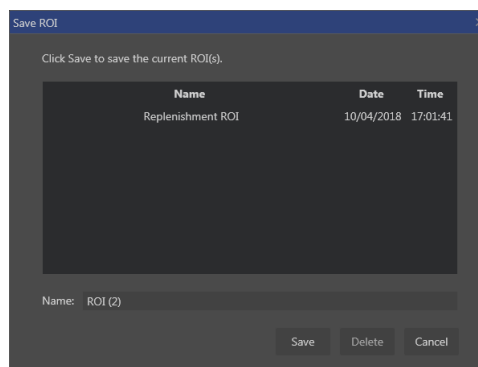 Save ROI
Click Save to save the current ROI(s).
Name Date Time
Replenishment ROI 10/04/2018 17:01:41
Name: ROI (2)
Save Delete Cancel